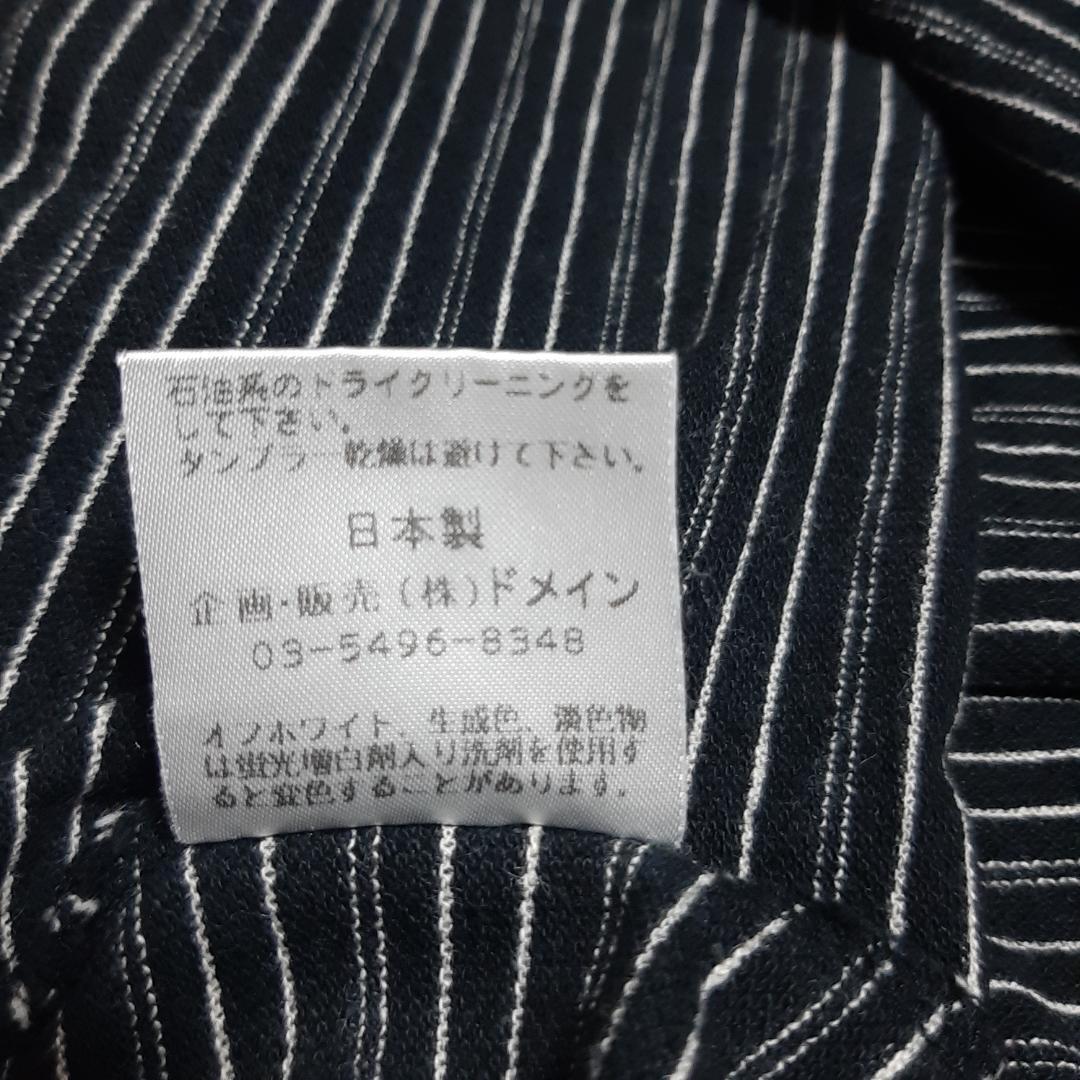 石油系のドライクリーニングを
して下さい。
タンブラー乾燥は避けて下さい。
日本製
企画・販売(株)ドメイン
03-5496-8348
オフホワイト、生成色、淡色物
は蛍光増白剤入り洗剤を使用す
ると変色することがあります。